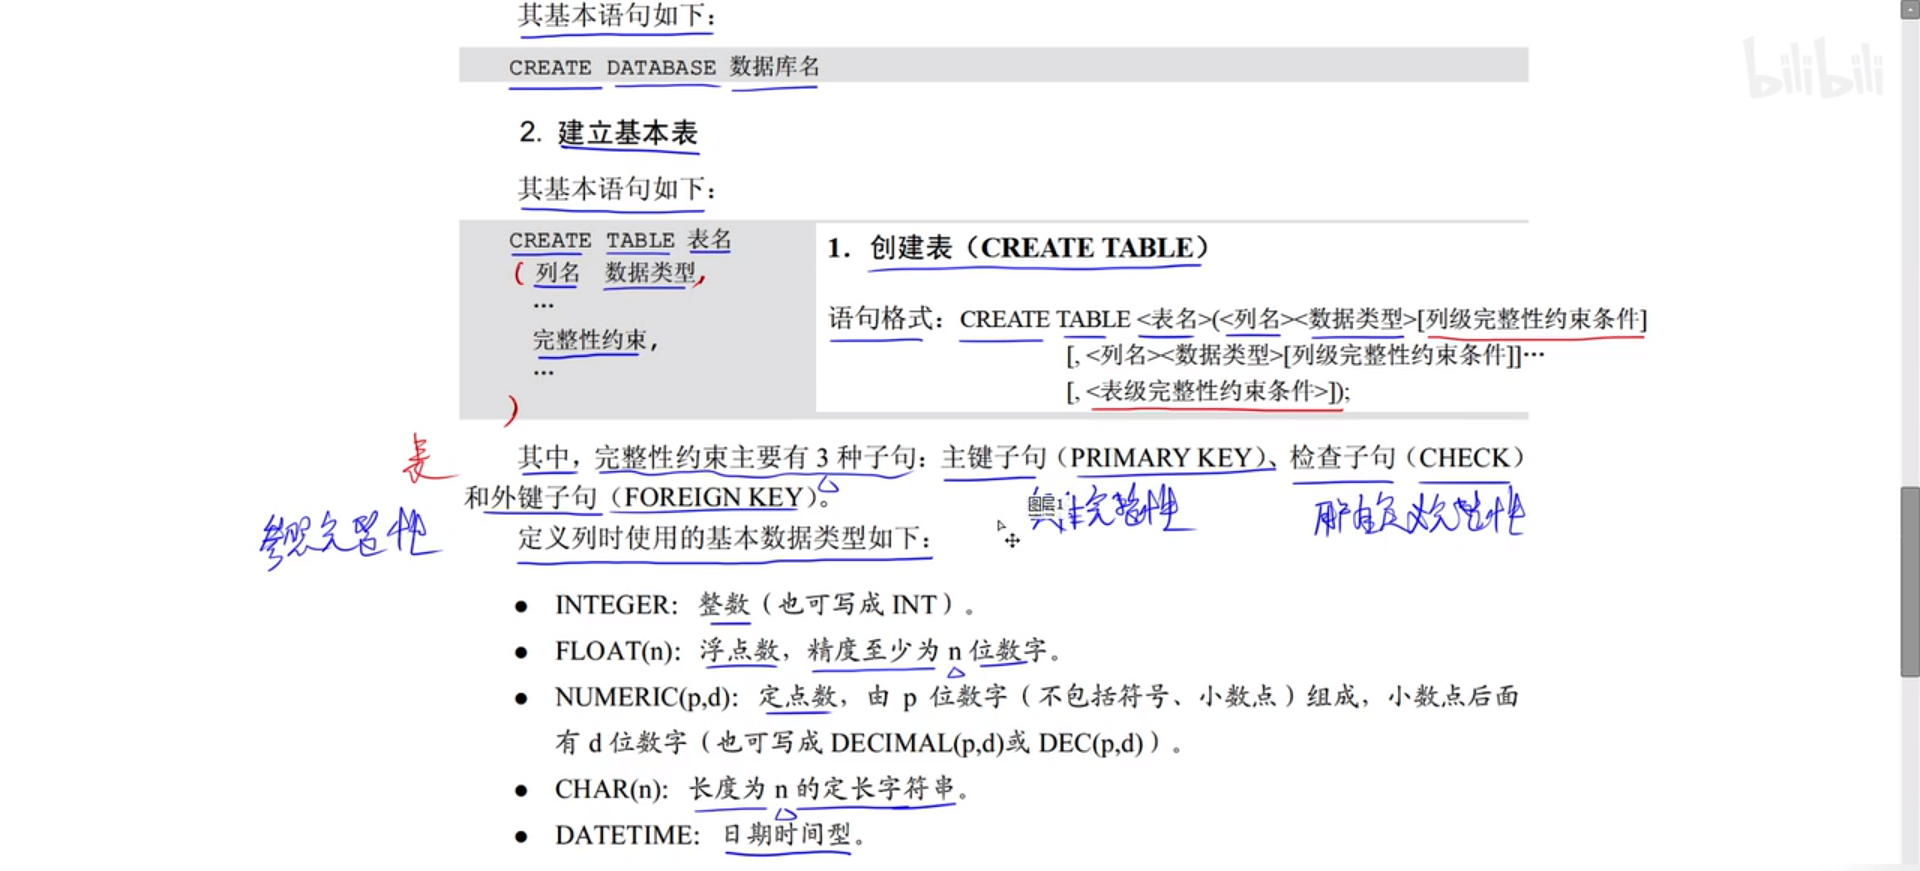 其基本语句如下：
bilibili
CREATE DATABASE 数据库名
2. 建立基本表
其基本语句如下：
CREATE TABLE 表名
( 列名 数据类型,
…
完整性约束,
…
)
1. 创建表（CREATE TABLE）
语句格式：CREATE TABLE <表名>(<列名><数据类型>[列级完整性约束条件]
[, <列名><数据类型>[列级完整性约束条件]]…
[, <表级完整性约束条件>]);
表
其中，完整性约束主要有 3 种子句：主键子句（PRIMARY KEY）、检查子句（CHECK）
和外键子句（FOREIGN KEY）。
完整性
用户自定义完整性
参照完整性
定义列时使用的基本数据类型如下：
● INTEGER：整数（也可写成 INT）。
● FLOAT(n)：浮点数，精度至少为 n 位数字。
● NUMERIC(p,d)：定点数，由 p 位数字（不包括符号、小数点）组成，小数点后面
有 d 位数字（也可写成 DECIMAL(p,d)或 DEC(p,d)）。
● CHAR(n)：长度为 n 的定长字符串。
● DATETIME：日期时间型。